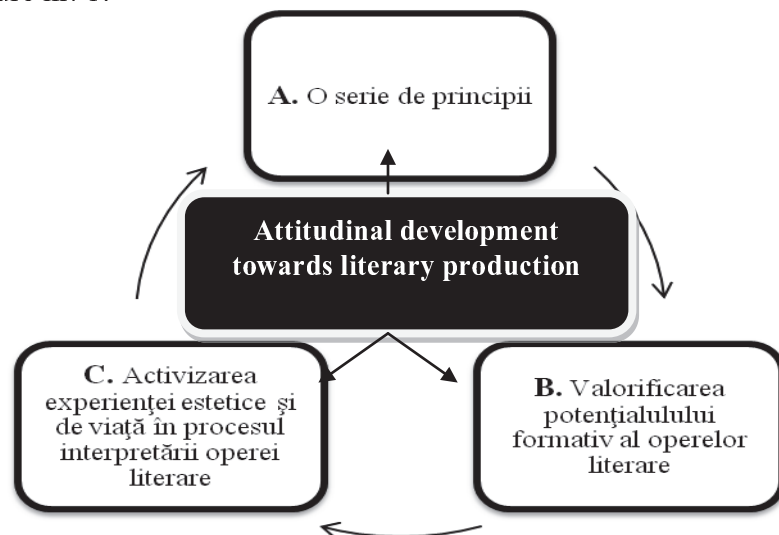 A. O serie de principii
Attitudinal development
towards literary production
C. Activizarea
experienţei estetice şi
de viaţă în procesul
interpretării operei
literare
B. Valorificarea
potenţialulului
formativ al operelor
literare